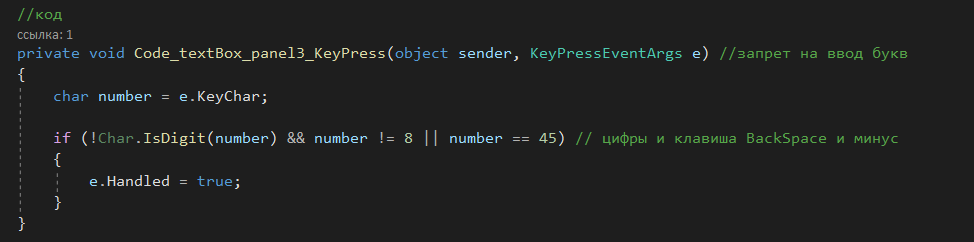 //код
ссылка: 1
private void Code_textBox_panel3_KeyPress(object sender, KeyPressEventArgs e) //запрет на ввод букв
{
char number = e.KeyChar;
if (!Char.IsDigit(number) && number != 8 || number == 45) // цифры и клавиша BackSpace и минус
{
e.Handled = true;
}
}